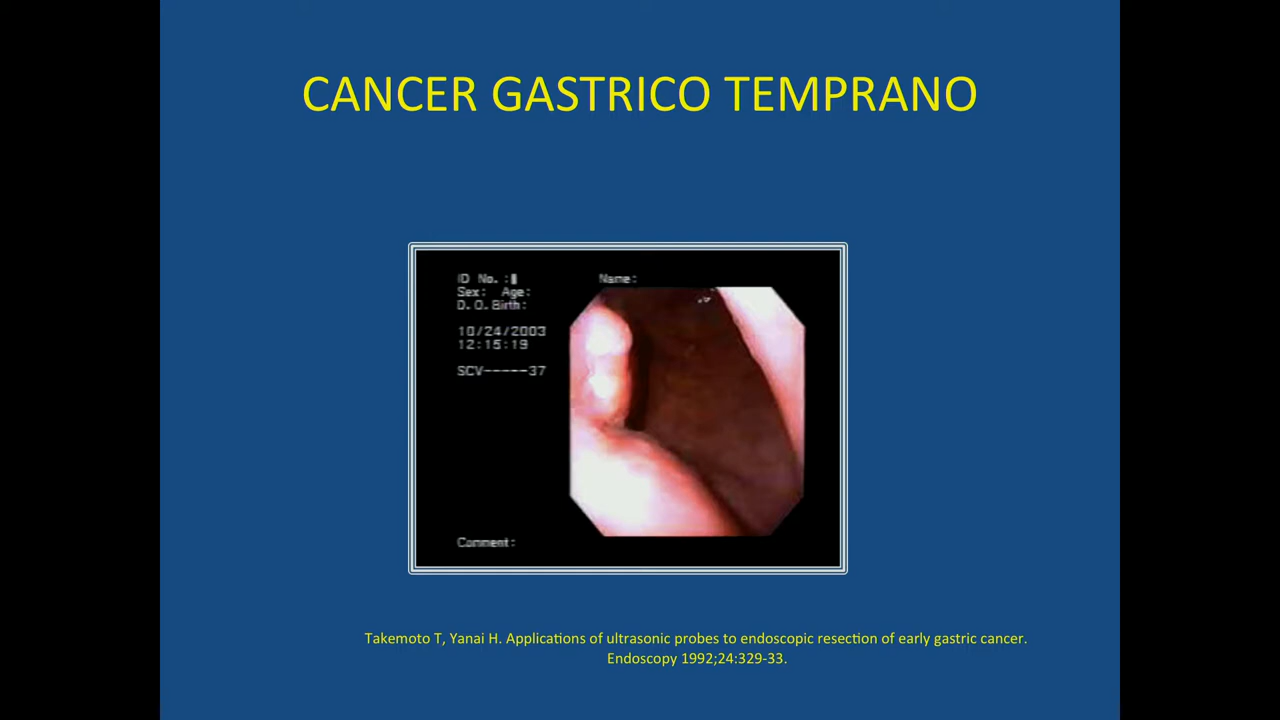 CANCER GASTRICO TEMPRANO
ID No. : Name:
Sex: Age:
D.O.Birth:
10/24/2003
12:15:19
SCV-----37
Comment:
Takemoto T, Yanai H. Applications of ultrasonic probes to endoscopic resection of early gastric cancer.
Endoscopy 1992;24:329-33.